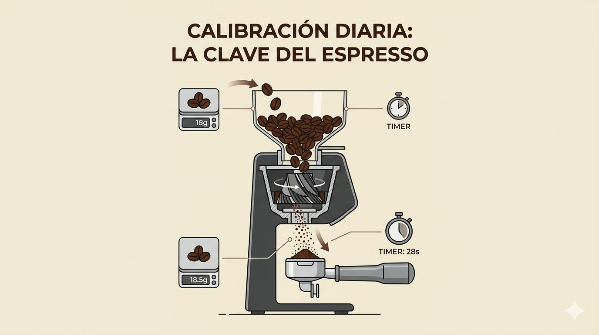 CALIBRACIÓN DIARIA:
LA CLAVE DEL ESPRESSO
18g
TIMER
18.5g
TIMER: 28s